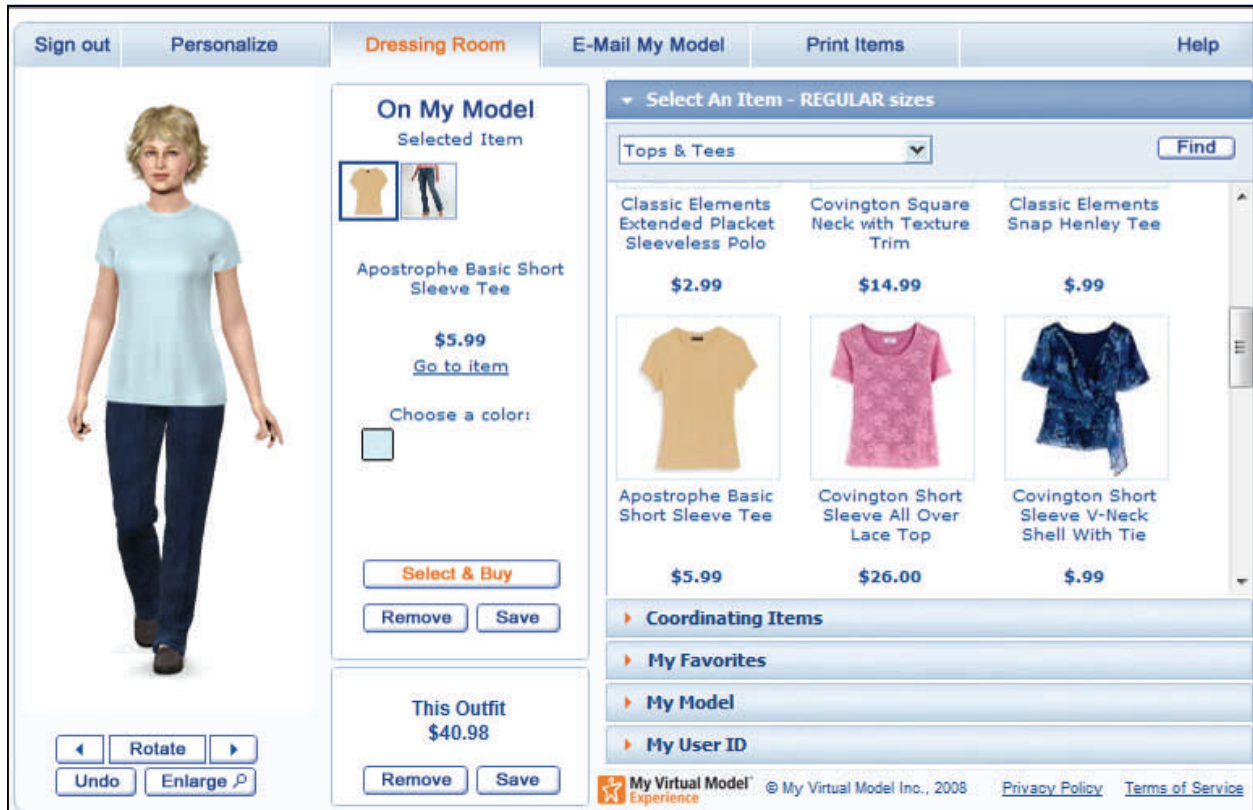 Sign out
Personalize
Dressing Room
E-Mail My Model
Print Items
Help
On My Model
Selected Item
Apostrophe Basic Short
Sleeve Tee
$5.99
Go to item
Choose a color:
Select & Buy
Remove
Save
This Outfit
$40.98
Remove
Save
Rotate
Undo
Enlarge
Select An Item - REGULAR sizes
Tops & Tees
Find
Classic Elements
Extended Placket
Sleeveless Polo
$2.99
Covington Square
Neck with Texture
Trim
$14.99
Classic Elements
Snap Henley Tee
$.99
Apostrophe Basic
Short Sleeve Tee
$5.99
Covington Short
Sleeve All Over
Lace Top
$26.00
Covington Short
Sleeve V-Neck
Shell With Tie
$.99
Coordinating Items
My Favorites
My Model
My User ID
My Virtual Model™
Experience
© My Virtual Model Inc., 2008
Privacy Policy
Terms of Service